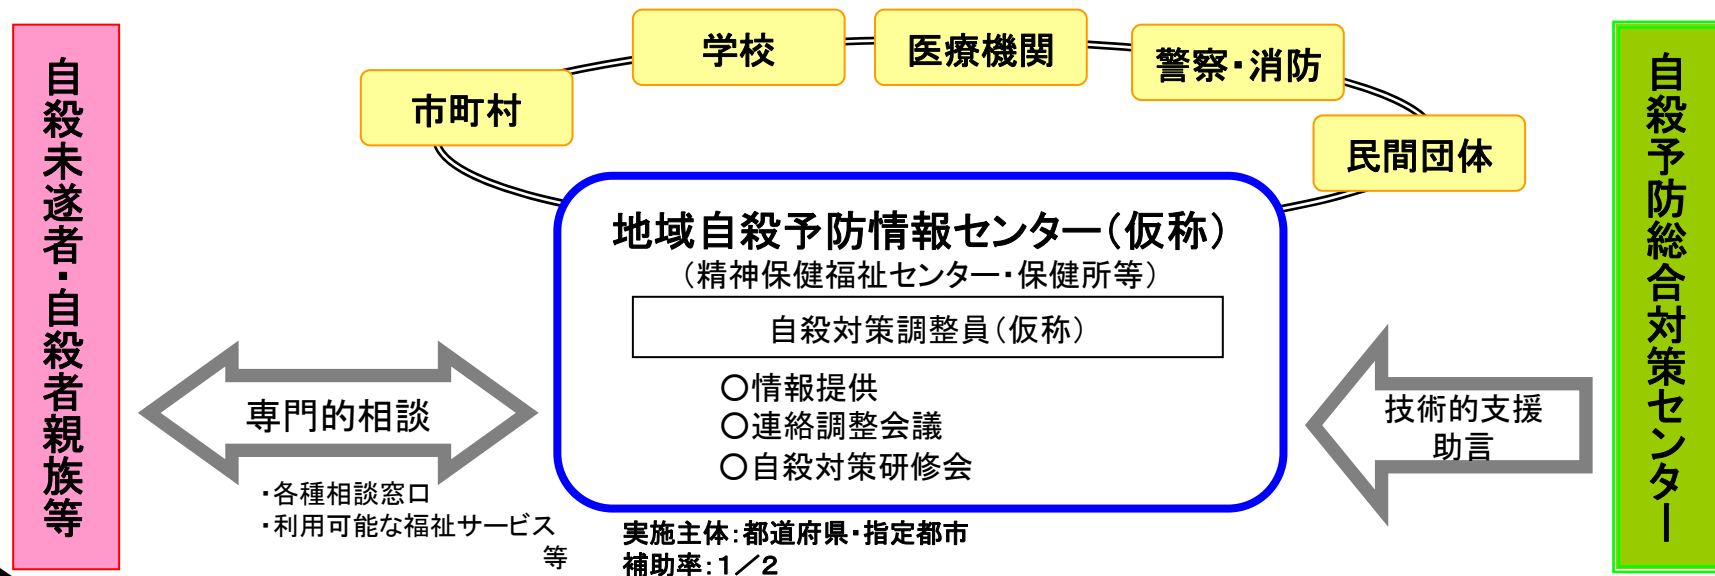 自殺未遂者・自殺者親族等
市町村
学校
医療機関
警察・消防
民間団体
地域自殺予防情報センター（仮称）
（精神保健福祉センター・保健所等）
自殺対策調整員（仮称）
○情報提供
○連絡調整会議
○自殺対策研修会
専門的相談
・各種相談窓口
・利用可能な福祉サービス
等
実施主体：都道府県・指定都市
補助率：１／２
技術的支援
助言
自殺予防総合対策センター